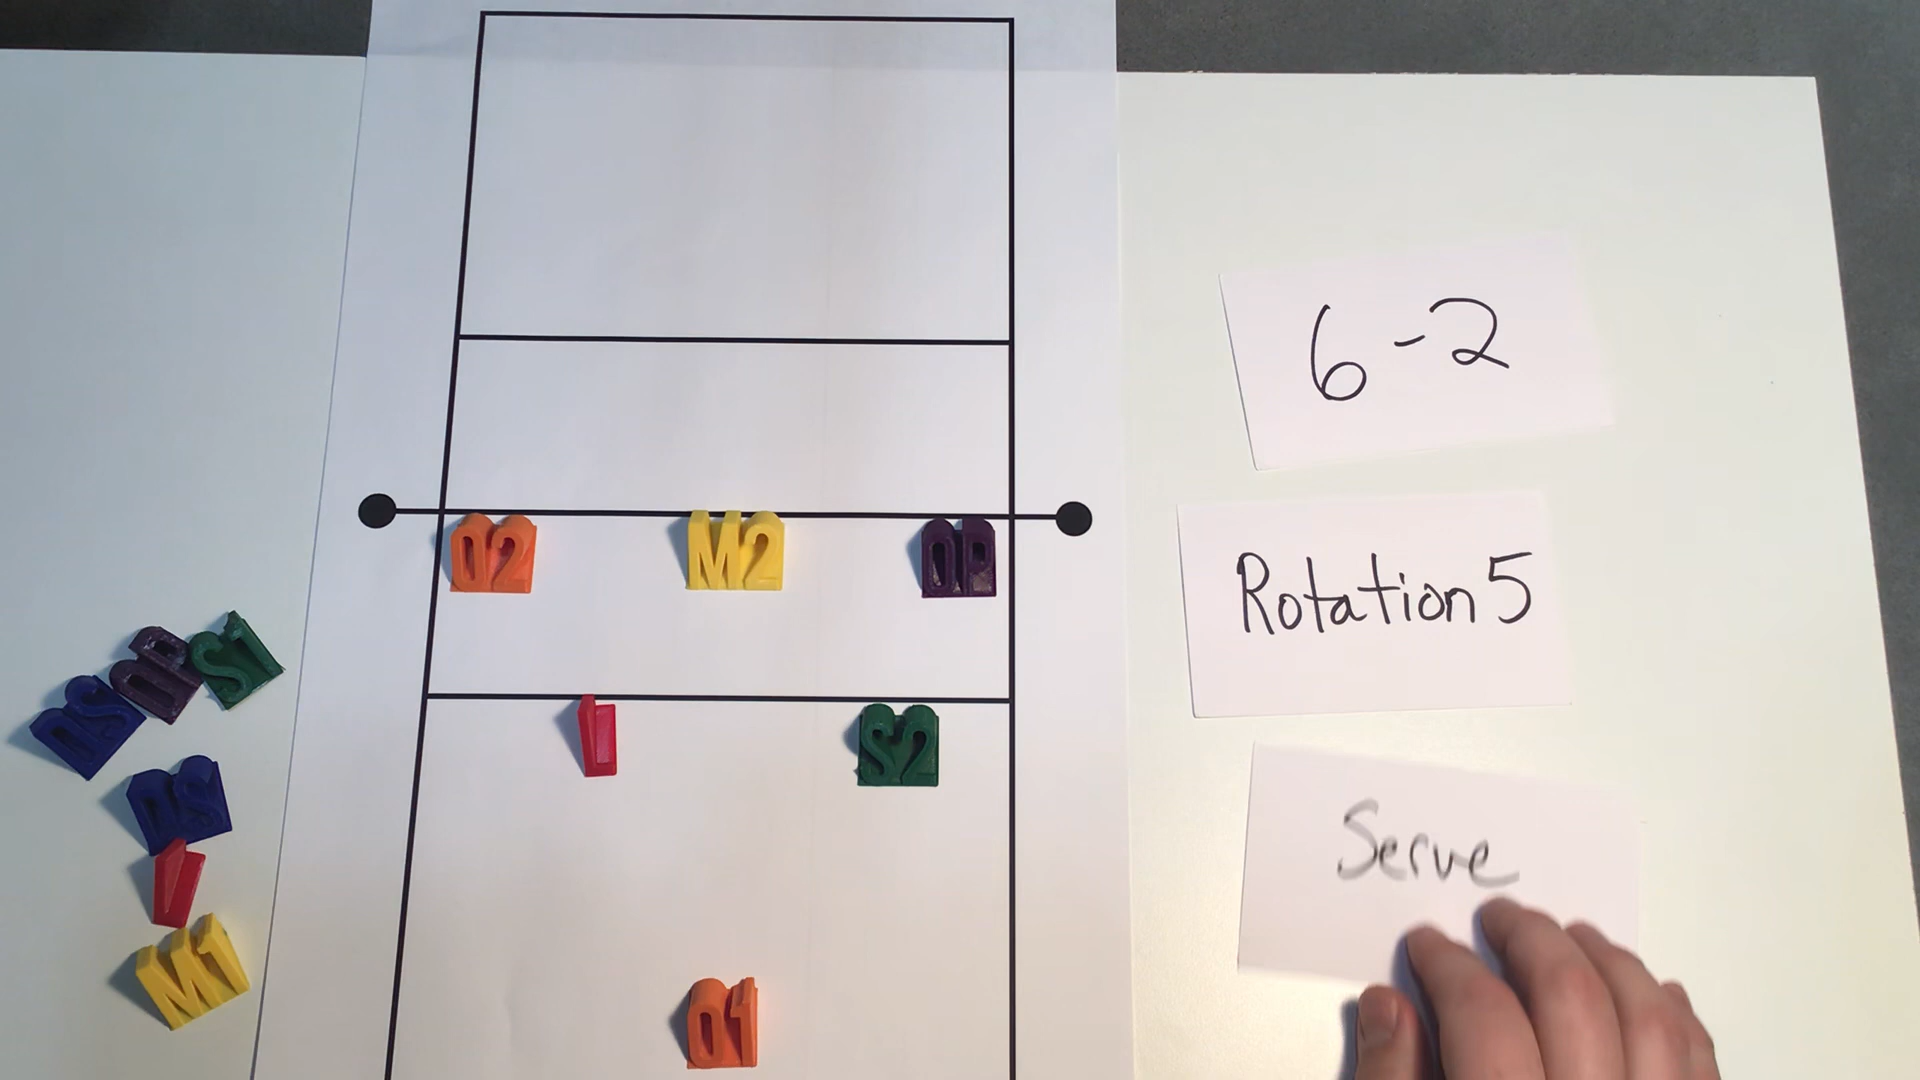 6-2
O2 M2 OP
Rotation 5
S1
OP
DS
L S2
DS
Serve
L
M1
O1